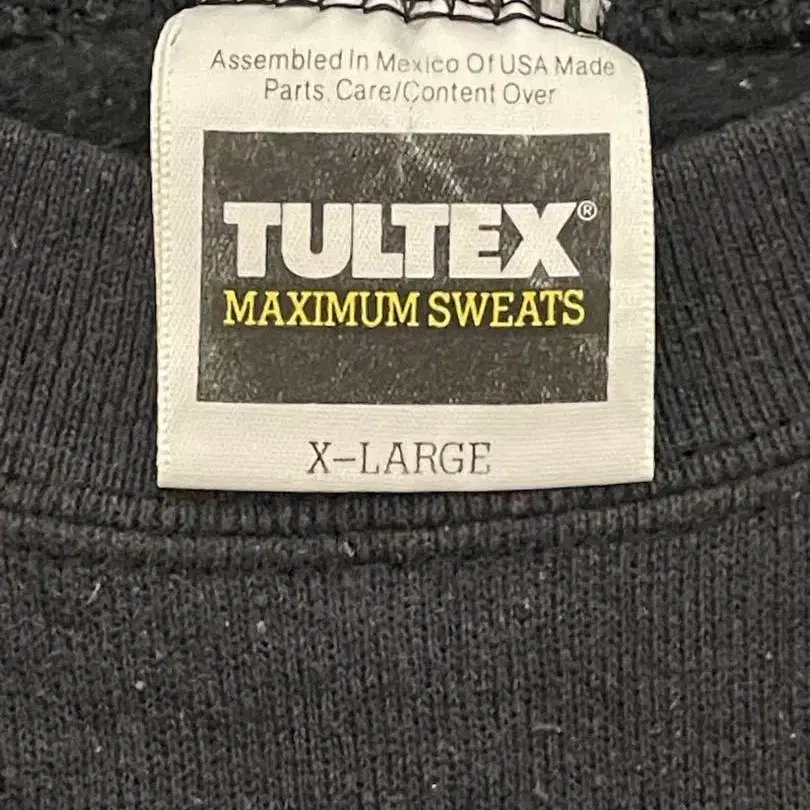 Assembled In Mexico Of USA Made
Parts. Care/Content Over
TULTEX®
MAXIMUM SWEATS
X-LARGE